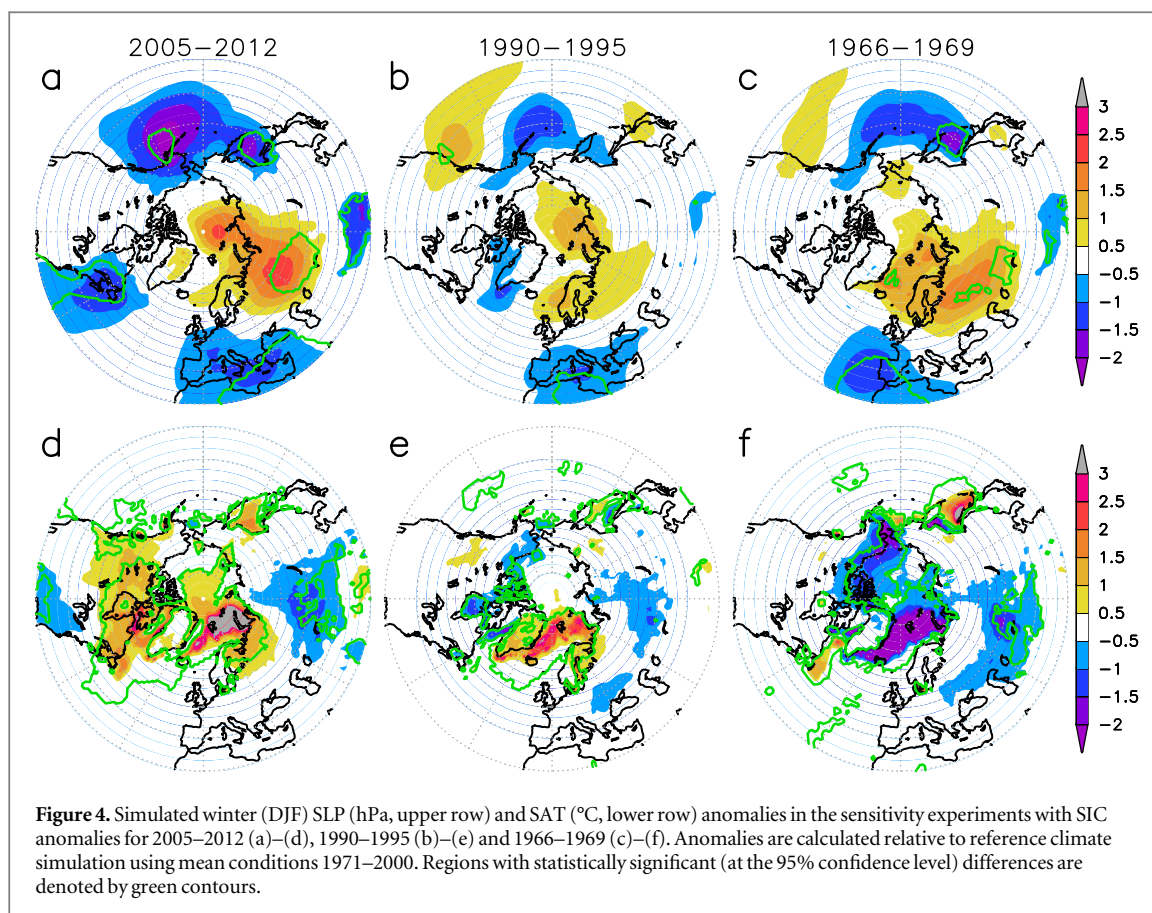 2005–2012 1990–1995 1966–1969
a b c
3
2.5
2
1.5
1
0.5
-0.5
-1
-1.5
-2
d e f
3
2.5
2
1.5
1
0.5
-0.5
-1
-1.5
-2
Figure 4. Simulated winter (DJF) SLP (hPa, upper row) and SAT (°C, lower row) anomalies in the sensitivity experiments with SIC
anomalies for 2005–2012 (a)–(d), 1990–1995 (b)–(e) and 1966–1969 (c)–(f). Anomalies are calculated relative to reference climate
simulation using mean conditions 1971–2000. Regions with statistically significant (at the 95% confidence level) differences are
denoted by green contours.